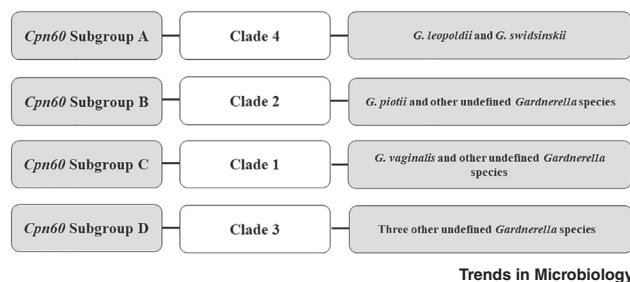 Cpn60 Subgroup A
Clade 4
G. leopoldii and G. swidsinskii
Cpn60 Subgroup B
Clade 2
G. piotii and other undefined Gardnerella species
Cpn60 Subgroup C
Clade 1
G. vaginalis and other undefined Gardnerella
species
Cpn60 Subgroup D
Clade 3
Three other undefined Gardnerella species
Trends in Microbiology